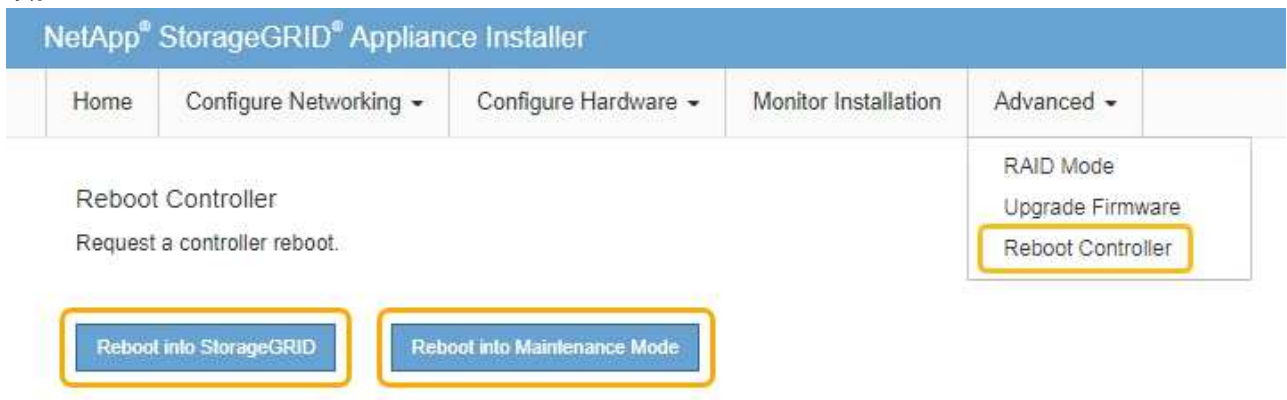 NetApp® StorageGRID® Appliance Installer
Home Configure Networking Configure Hardware Monitor Installation Advanced
RAID Mode
Upgrade Firmware
Reboot Controller
Reboot Controller
Request a controller reboot.
Reboot into StorageGRID Reboot into Maintenance Mode